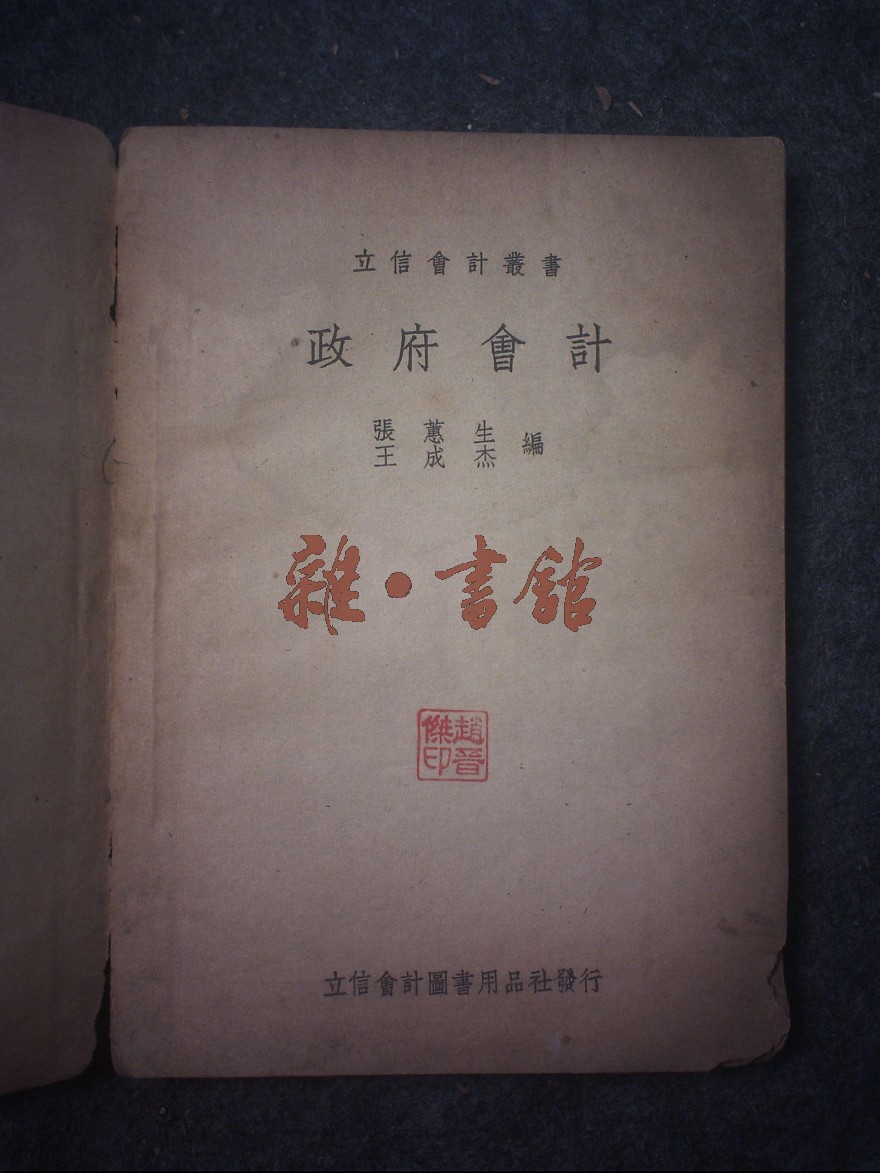 立信會計叢書
政府會計
張蕙生
王成杰 編
雜·書館
趙晉
傑印
立信會計圖書用品社發行